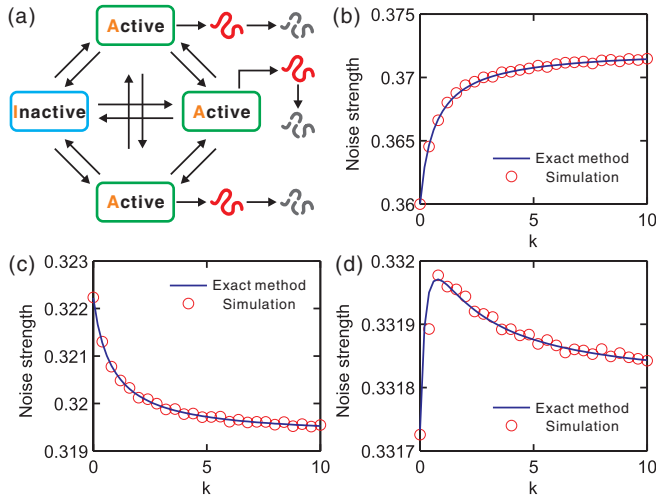 (a)
Active
Inactive
Active
Active
(b)
0.375
0.37
0.365
0.36
Noise strength
Exact method
Simulation
0
5
10
k
(c)
0.323
0.322
0.321
0.32
0.319
Noise strength
Exact method
Simulation
0
5
10
k
(d)
0.332
0.3319
0.3318
0.3317
Noise strength
Exact method
Simulation
0
5
10
k